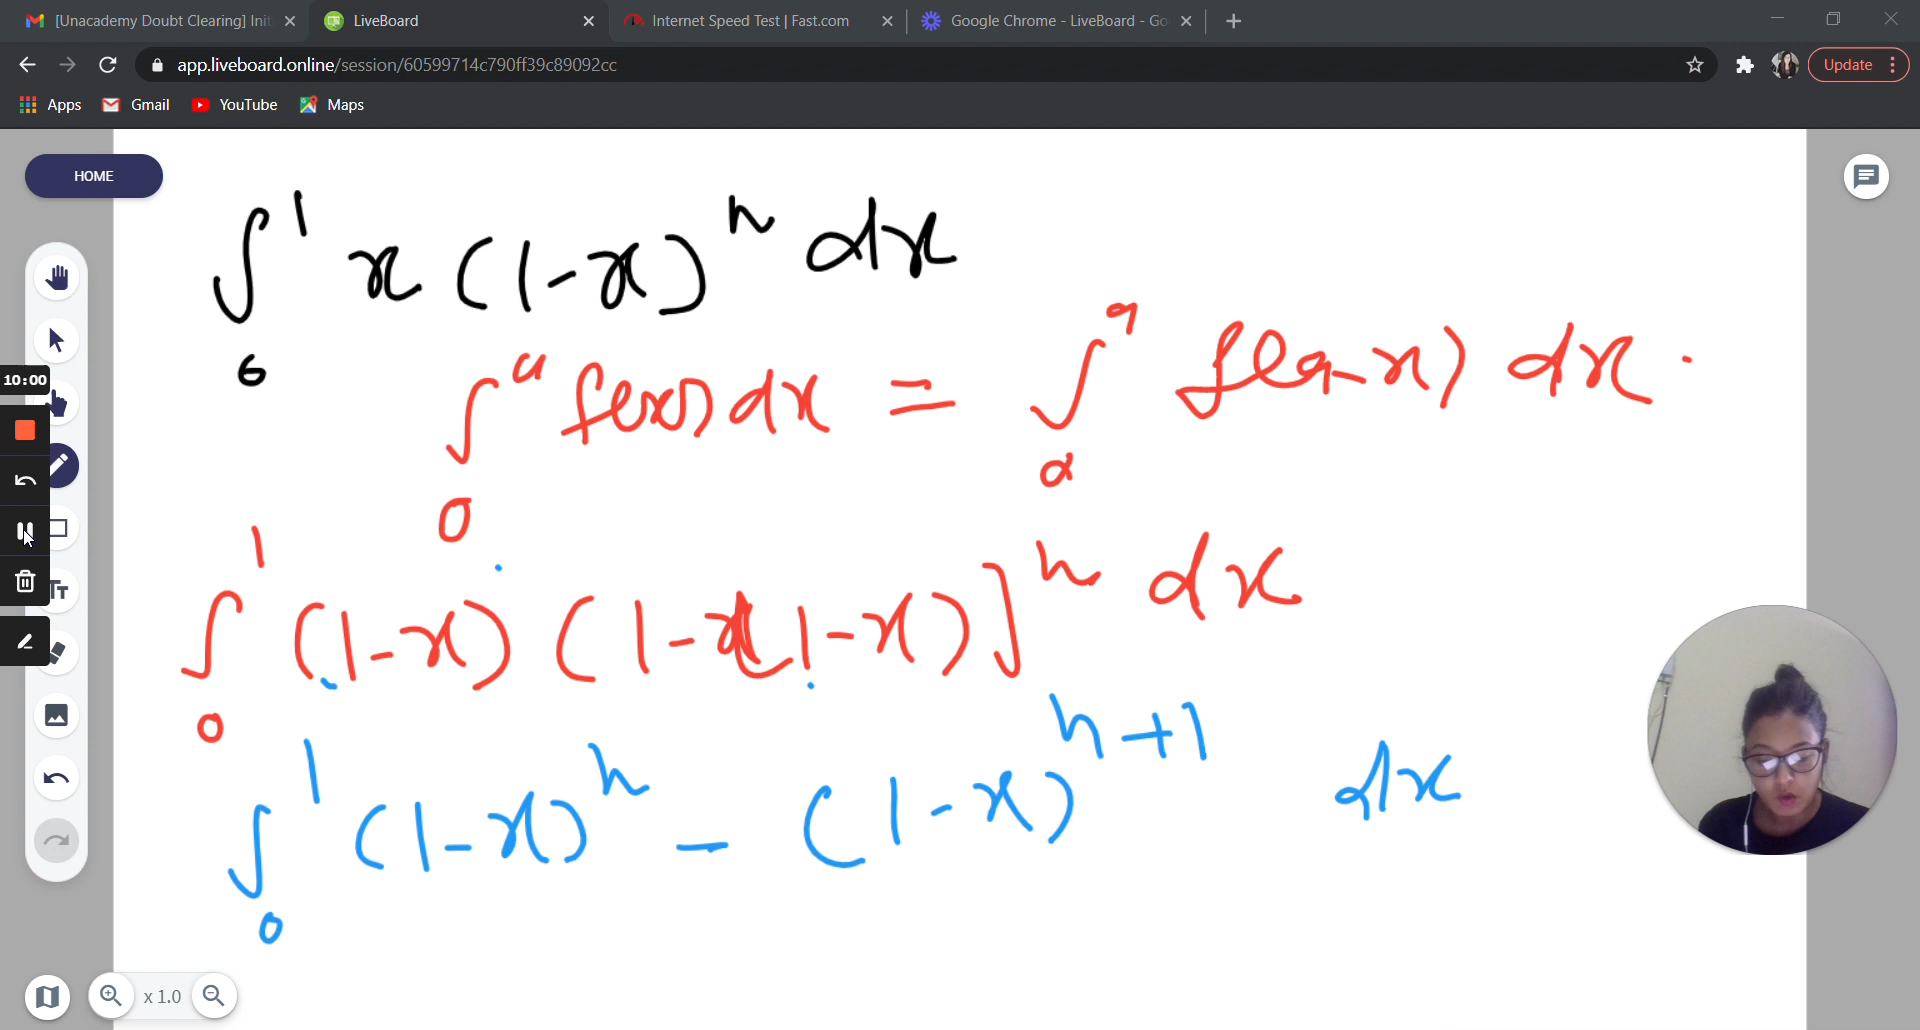 [Unacademy Doubt Clearing] Init
LiveBoard
Internet Speed Test | Fast.com
Google Chrome - LiveBoard - Go
app.liveboard.online/session/60599714c790ff39c89092cc
Update
Apps
Gmail
YouTube
Maps
HOME
∫₀¹ x (1-x)ⁿ dx
∫₀ᵃ f(x) dx = ∫₀ᵃ f(a-x) dx.
10:00
∫₀¹ (1-x) (1-(1-x)]ⁿ dx
Tт
∫₀¹ (1-x)ⁿ - (1-x)ⁿ⁺¹ dx
x 1.0